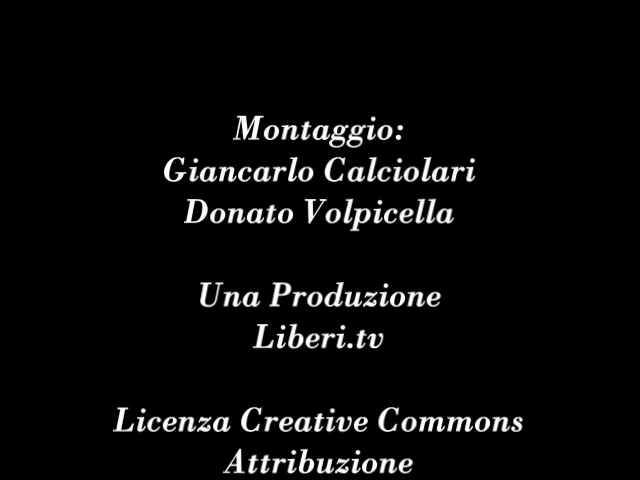 Montaggio:
Giancarlo Calciolari
Donato Volpicella
Una Produzione
Liberi.tv
Licenza Creative Commons
Attribuzione